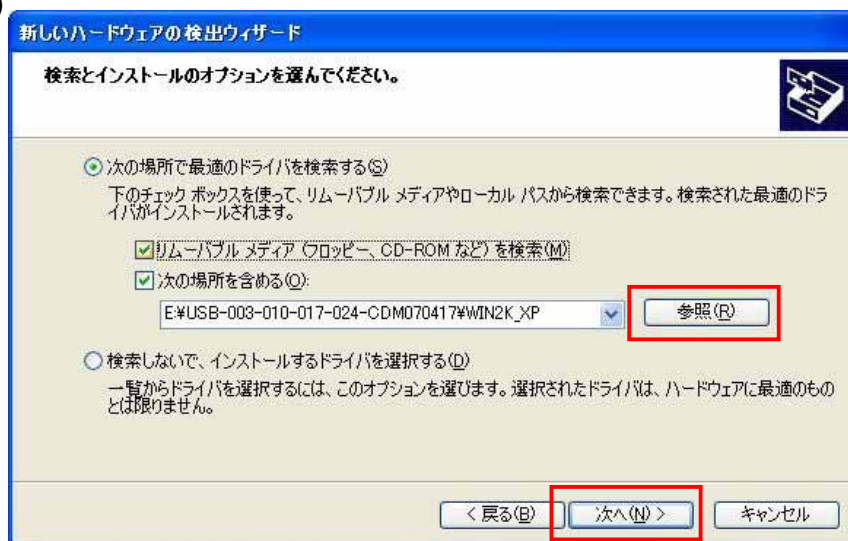 新しいハードウェアの検出ウィザード
検索とインストールのオプションを選んでください。
次の場所で最適のドライバを検索する(S)
下のチェック ボックスを使って、リムーバブル メディアやローカル パスから検索できます。検索された最適のドラ
イバがインストールされます。
リムーバブル メディア (フロッピー、CD-ROM など) を検索(M)
次の場所を含める(O):
E:¥USB-003-010-017-024-CDM070417¥WIN2K_XP
参照(R)
検索しないで、インストールするドライバを選択する(D)
一覧からドライバを選択するには、このオプションを選びます。選択されたドライバは、ハードウェアに最適のもの
とは限りません。
< 戻る(B)
次へ(N) >
キャンセル